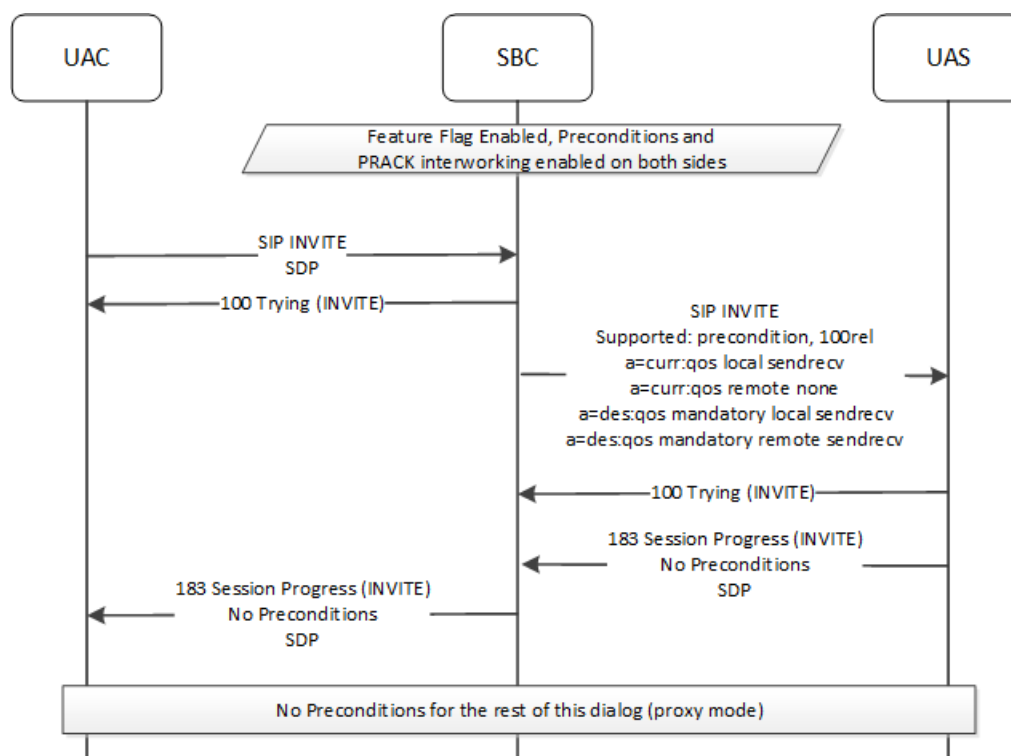 UAC
SBC
UAS
Feature Flag Enabled, Preconditions and
PRACK interworking enabled on both sides
SIP INVITE
SDP
100 Trying (INVITE)
SIP INVITE
Supported: precondition, 100rel
a=curr:qos local sendrecv
a=curr:qos remote none
a=des:qos mandatory local sendrecv
a=des:qos mandatory remote sendrecv
100 Trying (INVITE)
183 Session Progress (INVITE)
No Preconditions
SDP
183 Session Progress (INVITE)
No Preconditions
SDP
No Preconditions for the rest of this dialog (proxy mode)